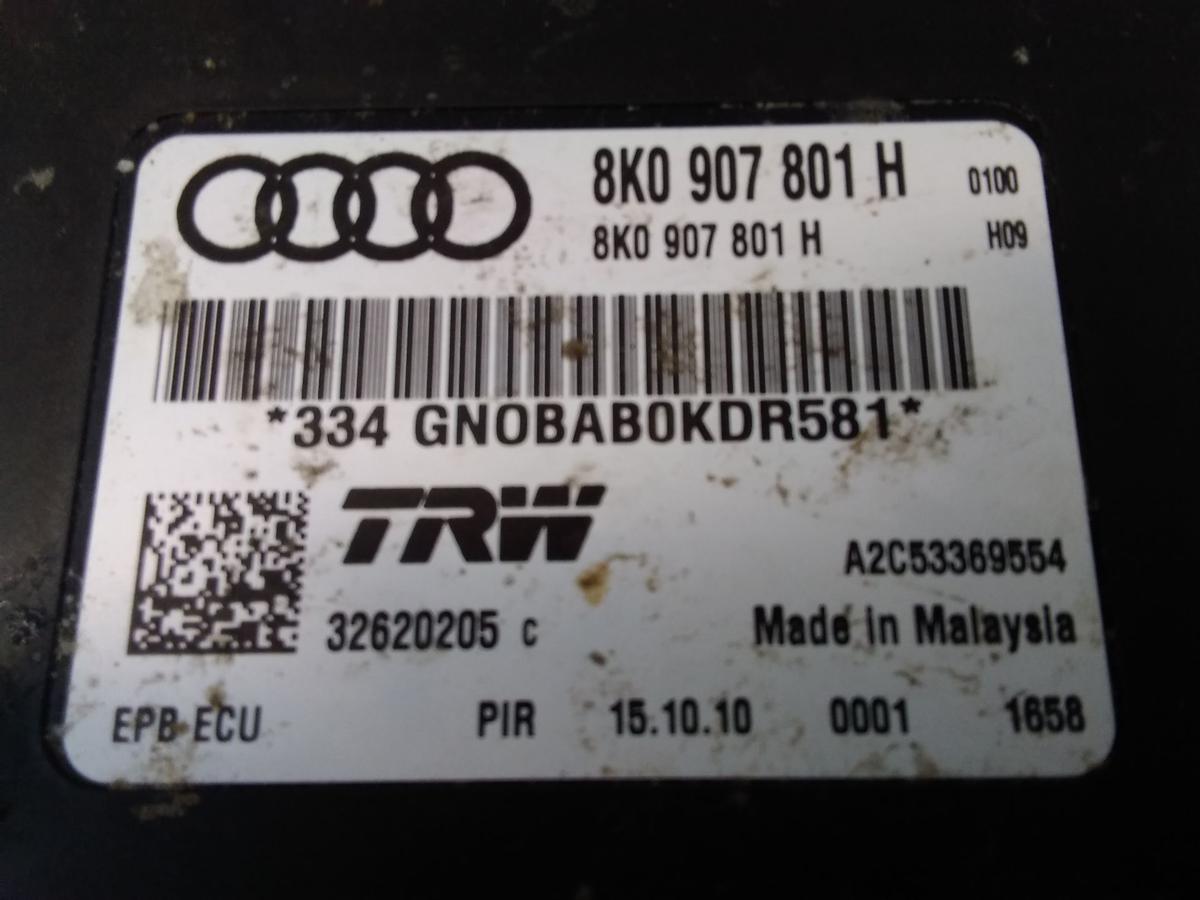 8K0 907 801 H 0100
8K0 907 801 H H09
*334 GN0BAB0KDR581*
TRW
A2C53369554
32620205 C Made in Malaysia
EPB ECU PIR 15.10.10 0001 1658